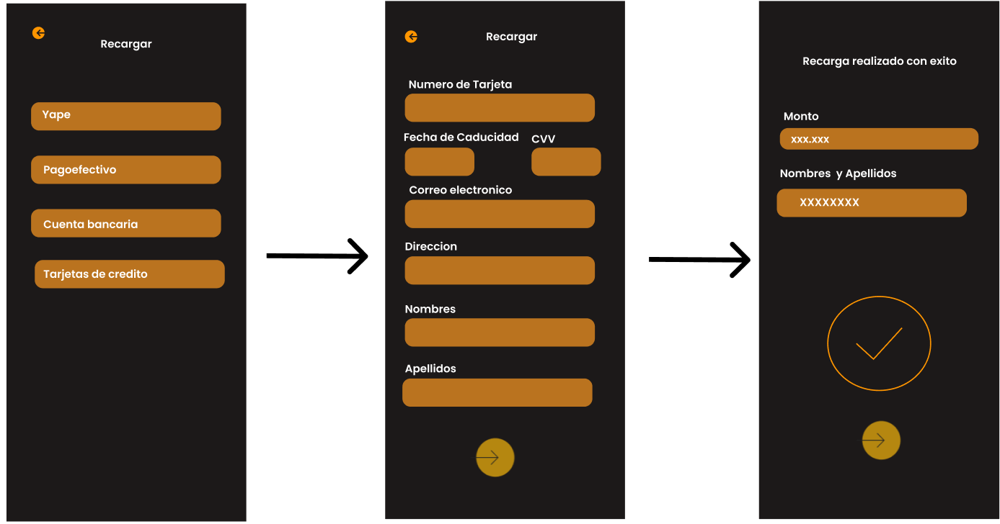 Recargar
Yape
Pagoefectivo
Cuenta bancaria
Tarjetas de credito
Recargar
Numero de Tarjeta
Fecha de Caducidad
CVV
Correo electronico
Direccion
Nombres
Apellidos
Recarga realizado con exito
Monto
xxx.xxx
Nombres y Apellidos
XXXXXXXX